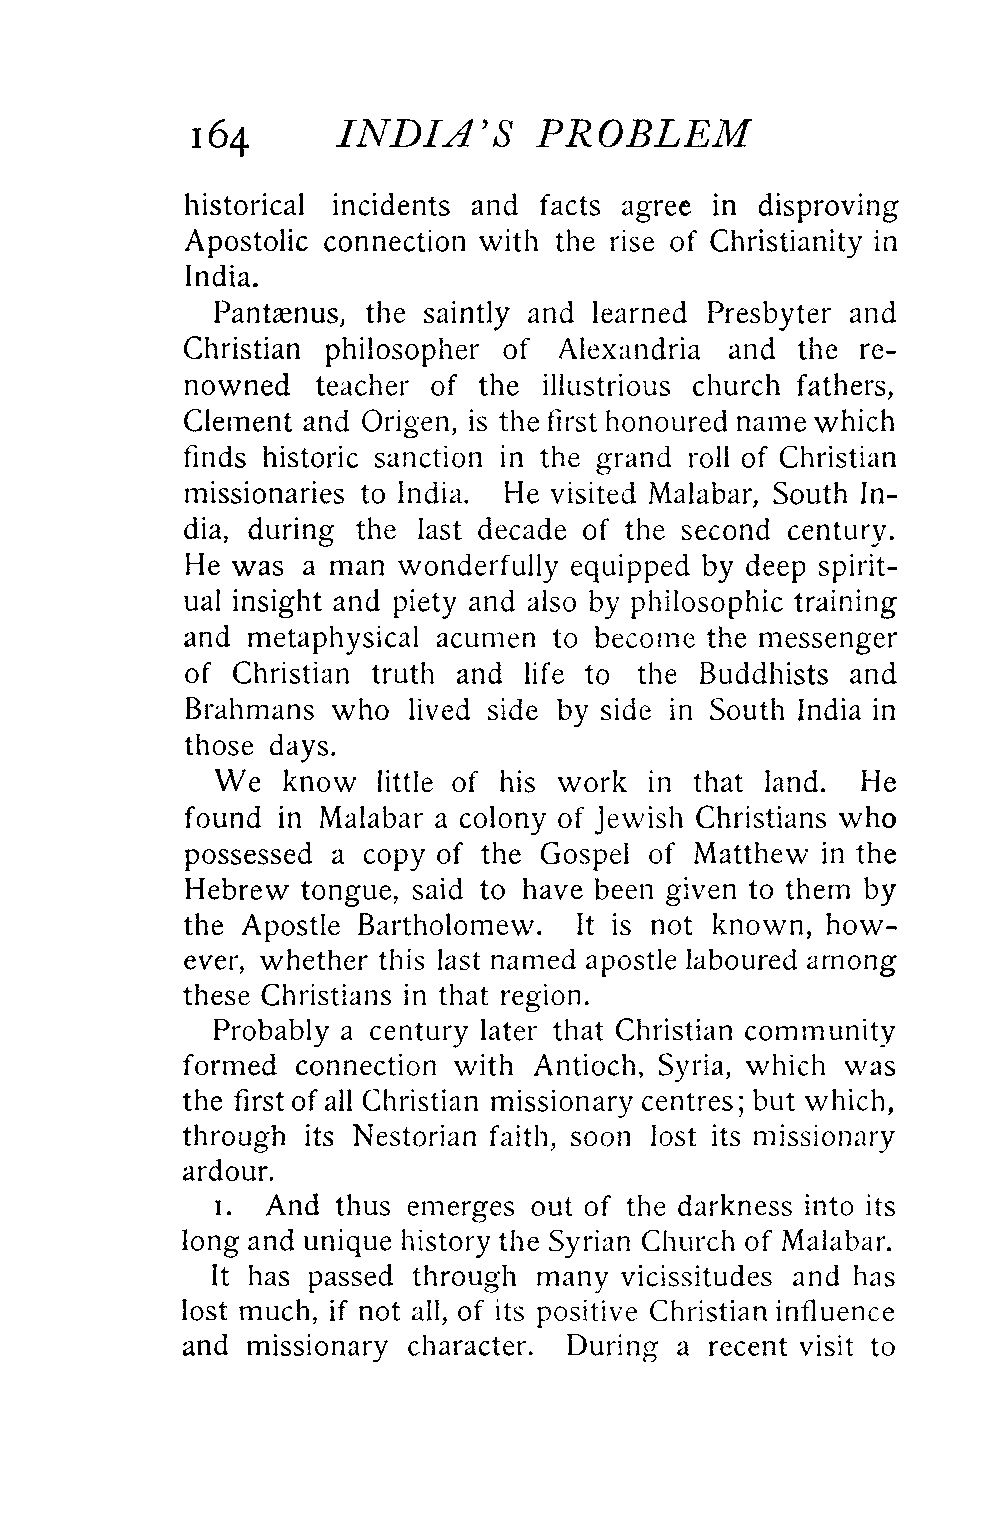 164 INDIA'S PROBLEM
historical incidents and facts agree in disproving
Apostolic connection with the rise of Christianity in
India.
Pantænus, the saintly and learned Presbyter and
Christian philosopher of Alexandria and the re-
nowned teacher of the illustrious church fathers,
Clement and Origen, is the first honoured name which
finds historic sanction in the grand roll of Christian
missionaries to India. He visited Malabar, South In-
dia, during the last decade of the second century.
He was a man wonderfully equipped by deep spirit-
ual insight and piety and also by philosophic training
and metaphysical acumen to become the messenger
of Christian truth and life to the Buddhists and
Brahmans who lived side by side in South India in
those days.
We know little of his work in that land. He
found in Malabar a colony of Jewish Christians who
possessed a copy of the Gospel of Matthew in the
Hebrew tongue, said to have been given to them by
the Apostle Bartholomew. It is not known, how-
ever, whether this last named apostle laboured among
these Christians in that region.
Probably a century later that Christian community
formed connection with Antioch, Syria, which was
the first of all Christian missionary centres; but which,
through its Nestorian faith, soon lost its missionary
ardour.
1. And thus emerges out of the darkness into its
long and unique history the Syrian Church of Malabar.
It has passed through many vicissitudes and has
lost much, if not all, of its positive Christian influence
and missionary character. During a recent visit to